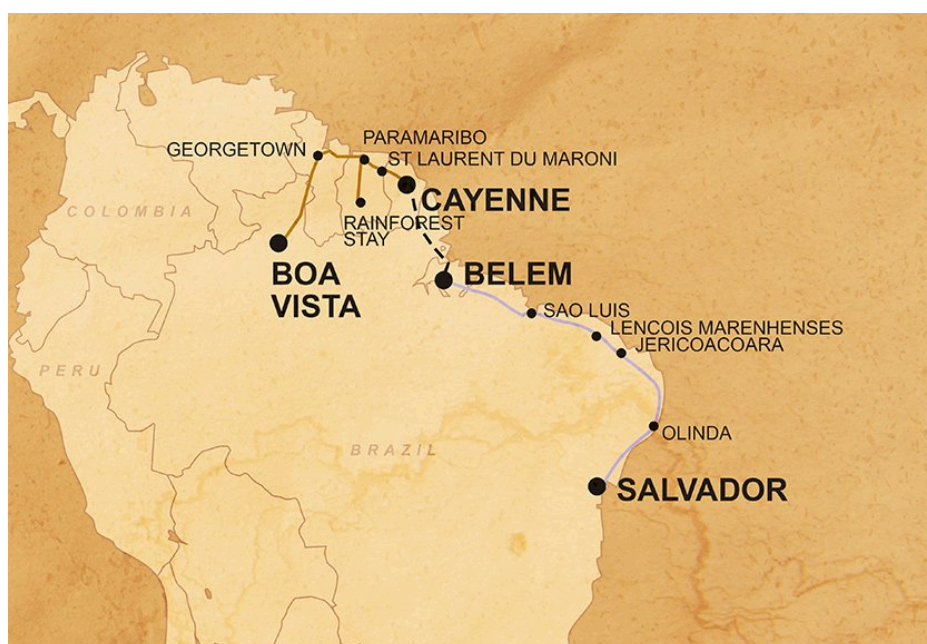 PARAMARIBO
GEORGETOWN
ST LAURENT DU MARONI
CAYENNE
COLOMBIA
RAINFOREST
STAY
BOA
VISTA
BELEM
SAO LUIS
LENCOIS MARENHENSES
JERICOACOARA
PERU
OLINDA
BRAZIL
SALVADOR